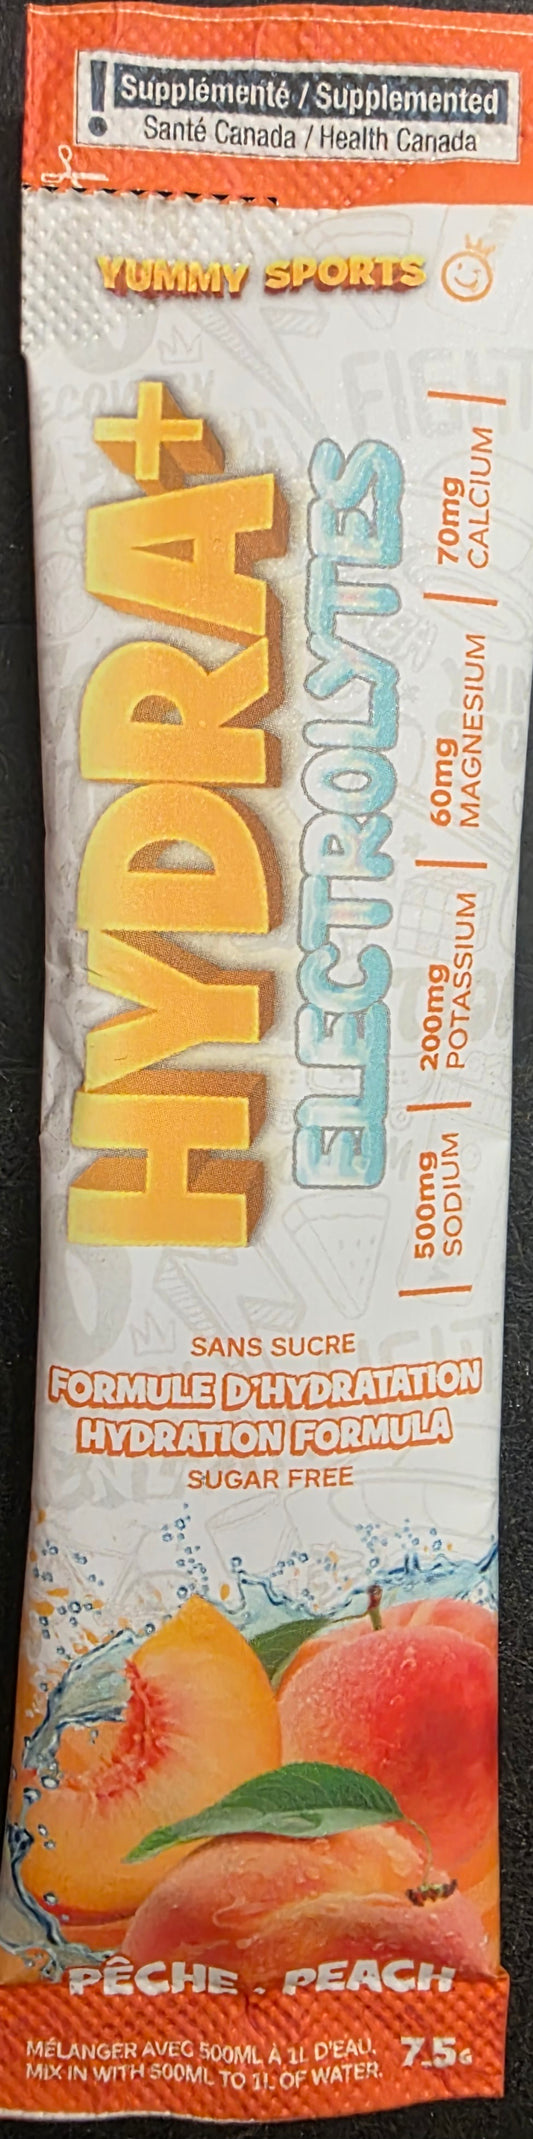 ! Supplémenté / Supplemented
Santé Canada / Health Canada
YUMMY SPORTS
HYDRA+
ELECTROLYTES
500mg
SODIUM
200mg
POTASSIUM
60mg
MAGNESIUM
70mg
CALCIUM
SANS SUCRE
FORMULE D'HYDRATATION
HYDRATION FORMULA
SUGAR FREE
PÊCHE . PEACH
MÉLANGER AVEC 500ML À 1L D'EAU.
MIX IN WITH 500ML TO 1L OF WATER.
7.5G